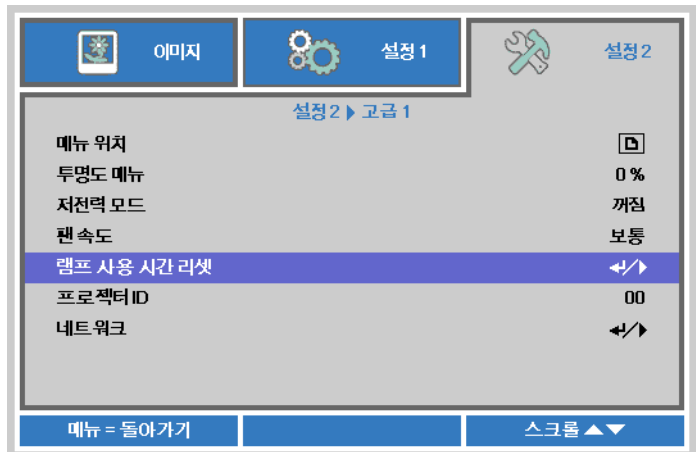 이미지
설정 1
설정 2
설정 2 ▶ 고급 1
메뉴 위치
투명도 메뉴 0 %
저전력 모드 꺼짐
팬 속도 보통
램프 사용 시간 리셋 ↵/▶
프로젝터 ID 00
네트워크 ↵/▶
메뉴 = 돌아가기
스크롤 ▲▼